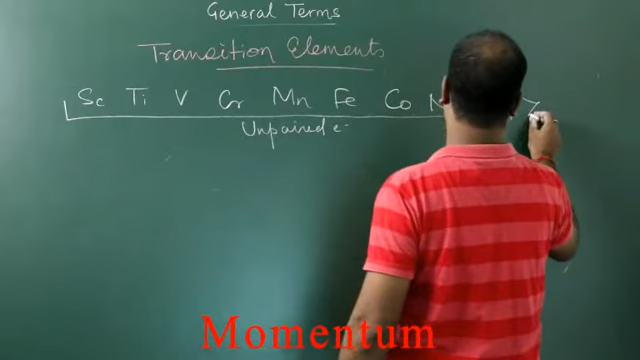 General Terms
Transition Elements
Sc Ti V Cr Mn Fe Co
Unpaired e-
Momentum